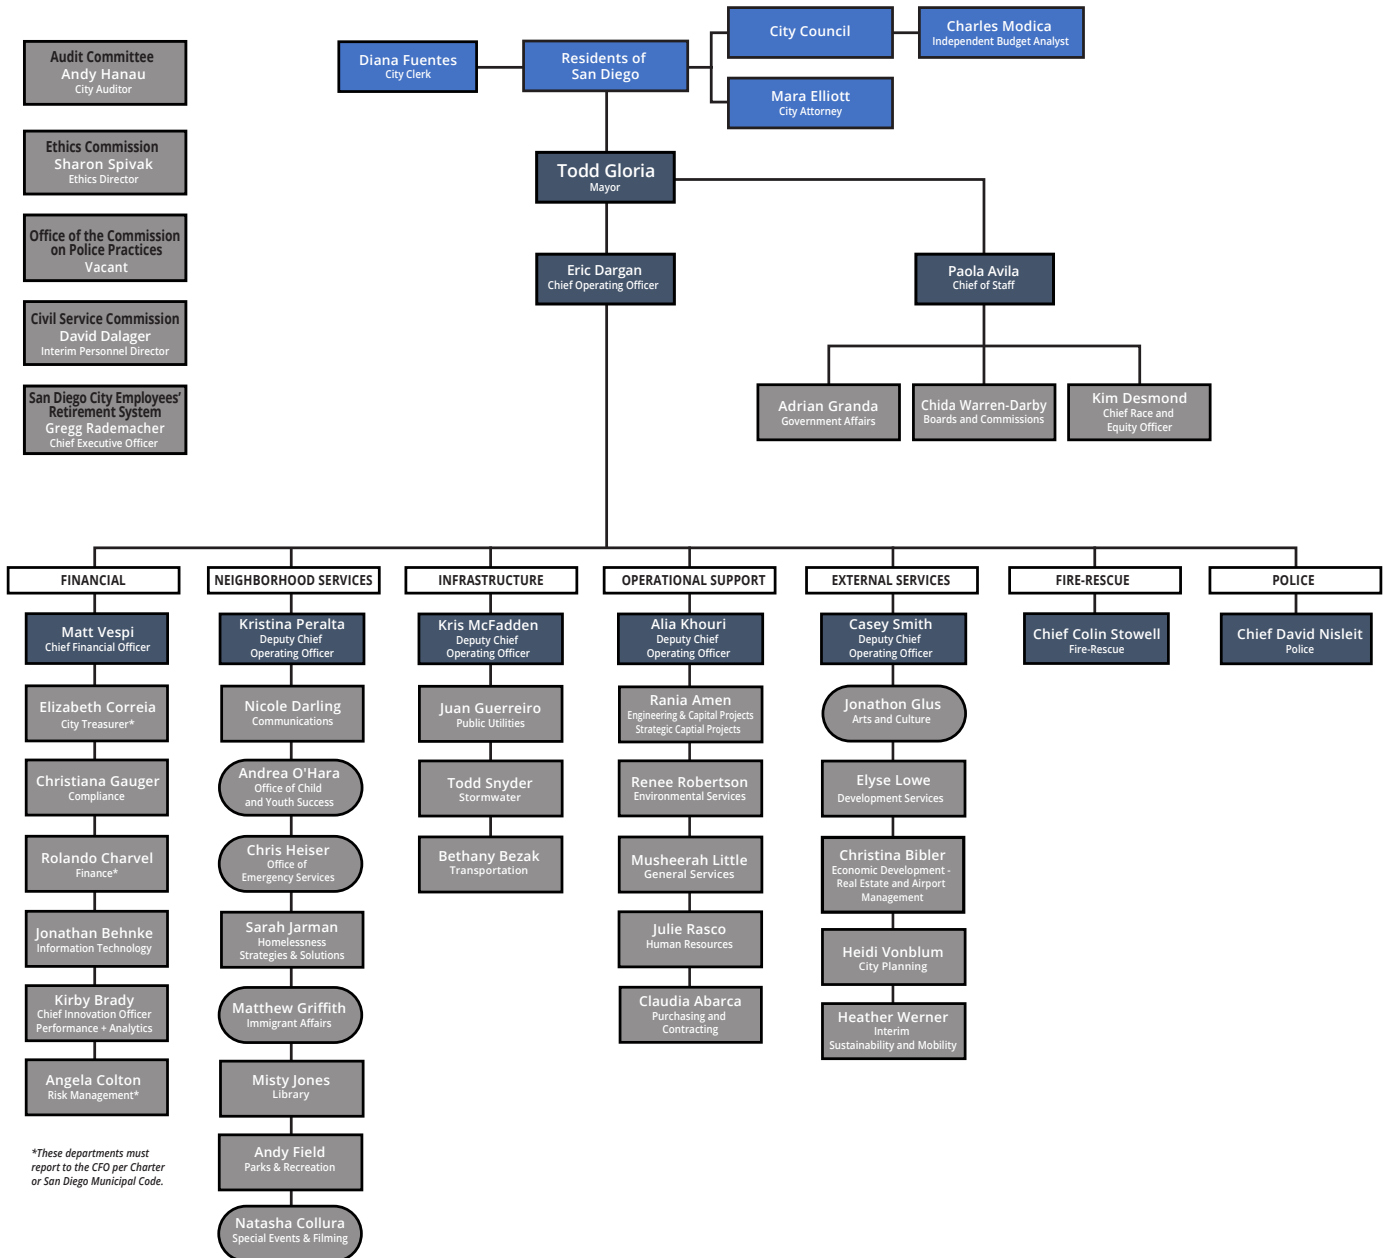 Audit Committee
Andy Hanau
City Auditor
Ethics Commission
Sharon Spivak
Ethics Director
Office of the Commission
on Police Practices
Vacant
Civil Service Commission
David Dalager
Interim Personnel Director
San Diego City Employees’
Retirement System
Gregg Rademacher
Chief Executive Officer
Diana Fuentes
City Clerk
Residents of
San Diego
City Council
Charles Modica
Independent Budget Analyst
Mara Elliott
City Attorney
Todd Gloria
Mayor
Eric Dargan
Chief Operating Officer
Paola Avila
Chief of Staff
Adrian Granda
Government Affairs
Chida Warren-Darby
Boards and Commissions
Kim Desmond
Chief Race and
Equity Officer
FINANCIAL
Matt Vespi
Chief Financial Officer
Elizabeth Correia
City Treasurer*
Christiana Gauger
Compliance
Rolando Charvel
Finance*
Jonathan Behnke
Information Technology
Kirby Brady
Chief Innovation Officer
Performance + Analytics
Angela Colton
Risk Management*
*These departments must
report to the CFO per Charter
or San Diego Municipal Code.
NEIGHBORHOOD SERVICES
Kristina Peralta
Deputy Chief
Operating Officer
Nicole Darling
Communications
Andrea O'Hara
Office of Child
and Youth Success
Chris Heiser
Office of
Emergency Services
Sarah Jarman
Homelessness
Strategies & Solutions
Matthew Griffith
Immigrant Affairs
Misty Jones
Library
Andy Field
Parks & Recreation
Natasha Collura
Special Events & Filming
INFRASTRUCTURE
Kris McFadden
Deputy Chief
Operating Officer
Juan Guerreiro
Public Utilities
Todd Snyder
Stormwater
Bethany Bezak
Transportation
OPERATIONAL SUPPORT
Alia Khouri
Deputy Chief
Operating Officer
Rania Amen
Engineering & Capital Projects
Strategic Captial Projects
Renee Robertson
Environmental Services
Musheerah Little
General Services
Julie Rasco
Human Resources
Claudia Abarca
Purchasing and
Contracting
EXTERNAL SERVICES
Casey Smith
Deputy Chief
Operating Officer
Jonathon Glus
Arts and Culture
Elyse Lowe
Development Services
Christina Bibler
Economic Development -
Real Estate and Airport
Management
Heidi Vonblum
City Planning
Heather Werner
Interim
Sustainability and Mobility
FIRE-RESCUE
Chief Colin Stowell
Fire-Rescue
POLICE
Chief David Nisleit
Police